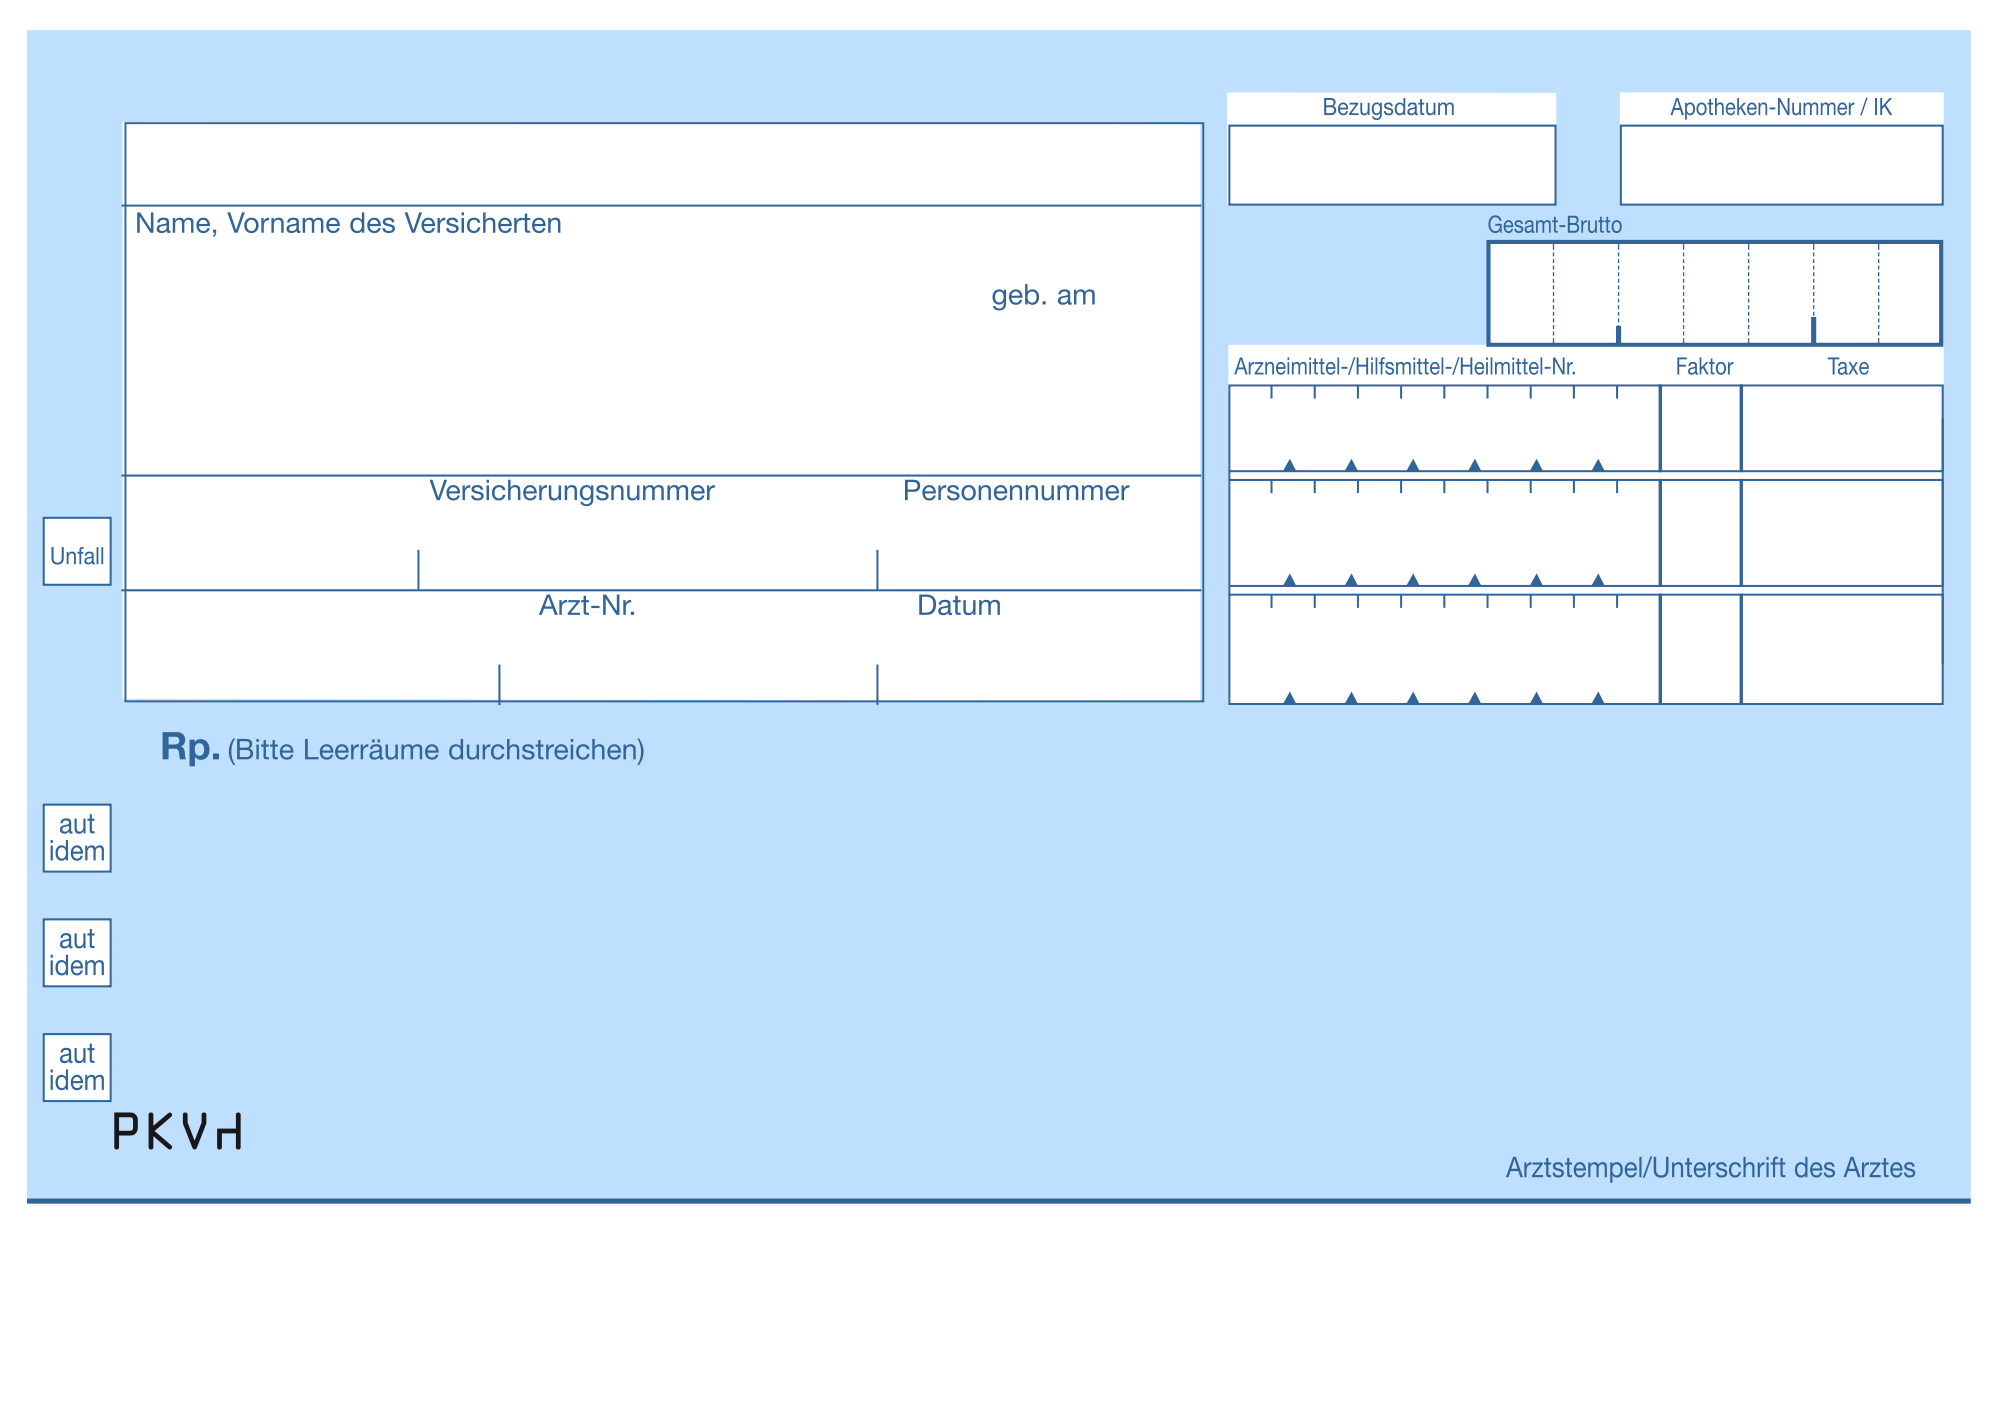 Bezugsdatum
Apotheken-Nummer / IK
Name, Vorname des Versicherten
Gesamt-Brutto
geb. am
Arzneimittel-/Hilfsmittel-/Heilmittel-Nr.
Faktor
Taxe
Versicherungsnummer
Personennummer
Unfall
Arzt-Nr.
Datum
Rp. (Bitte Leerräume durchstreichen)
aut
idem
aut
idem
aut
idem
PKVH
Arztstempel/Unterschrift des Arztes